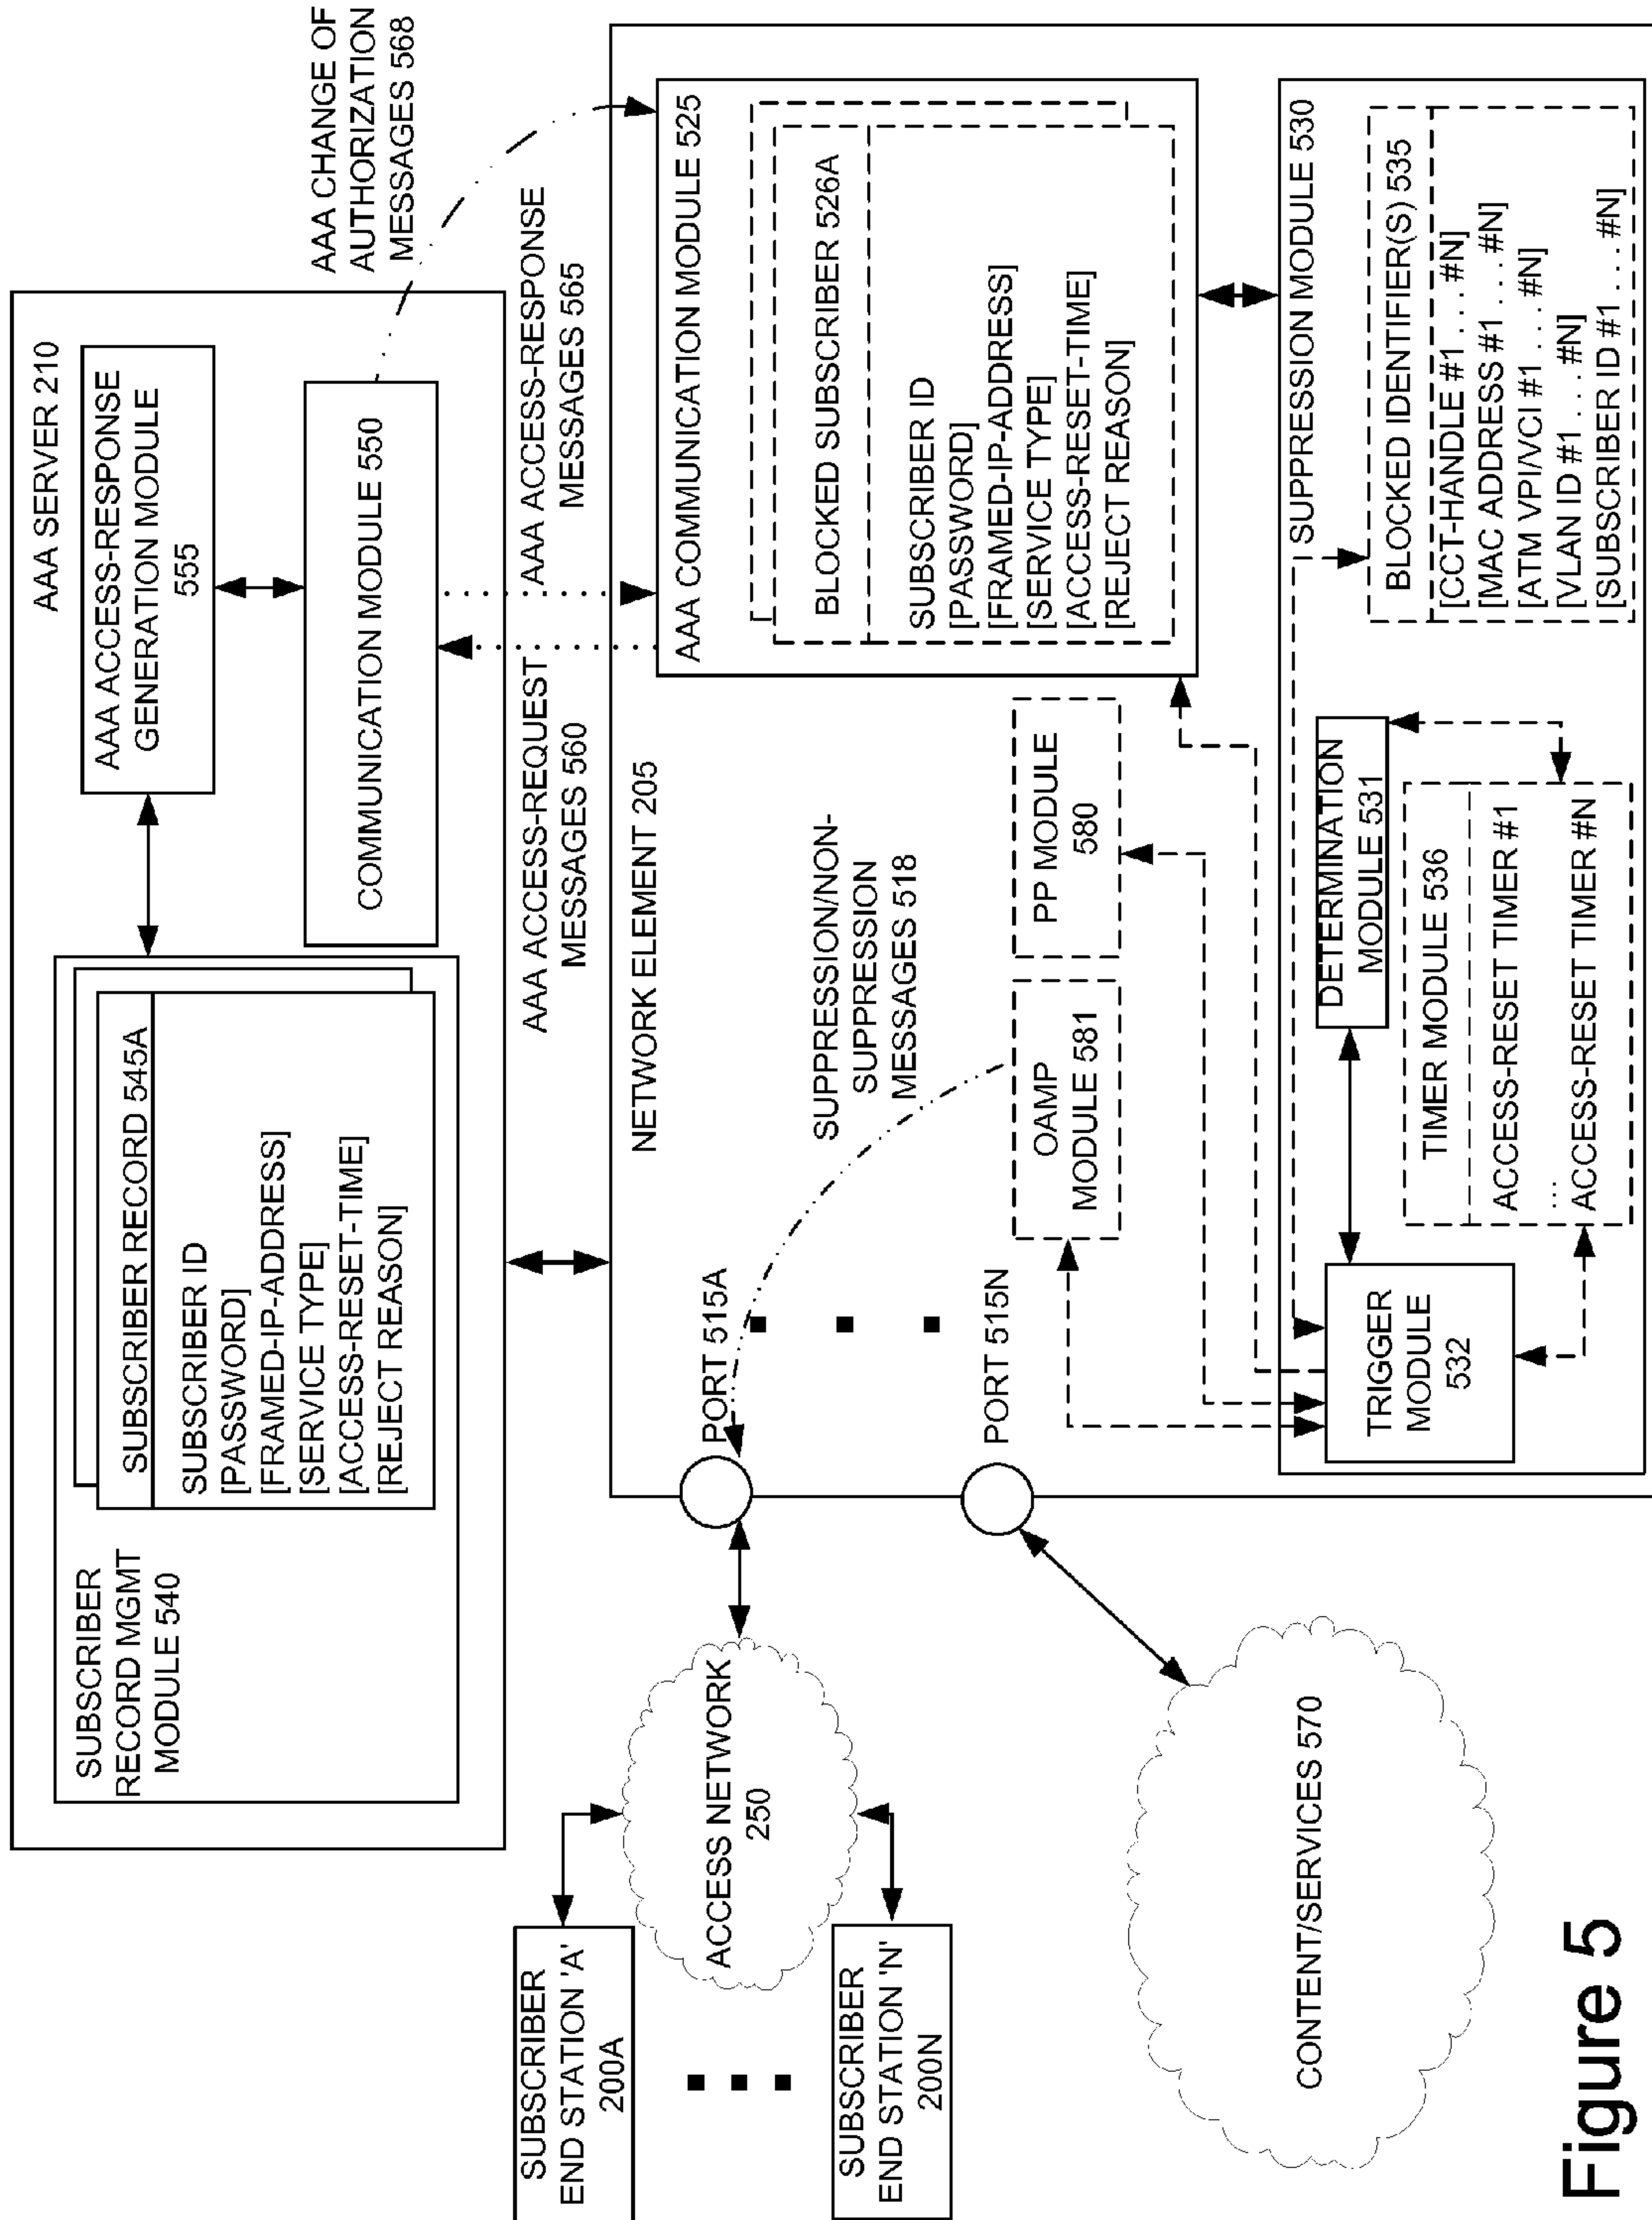 AAA SERVER 210
SUBSCRIBER
RECORD MGMT
MODULE 540
SUBSCRIBER RECORD 545A
SUBSCRIBER ID
[PASSWORD]
[FRAMED-IP-ADDRESS]
[SERVICE TYPE]
[ACCESS-RESET-TIME]
[REJECT REASON]
AAA ACCESS-RESPONSE
GENERATION MODULE
555
COMMUNICATION MODULE 550
AAA CHANGE OF
AUTHORIZATION
MESSAGES 568
AAA ACCESS-REQUEST
MESSAGES 560
AAA ACCESS-RESPONSE
MESSAGES 565
SUBSCRIBER
END STATION 'A'
200A
SUBSCRIBER
END STATION 'N'
200N
ACCESS NETWORK
250
CONTENT/SERVICES 570
NETWORK ELEMENT 205
PORT 515A
PORT 515N
SUPPRESSION/NON-
SUPPRESSION
MESSAGES 518
OAMP
MODULE 581
PP MODULE
580
AAA COMMUNICATION MODULE 525
BLOCKED SUBSCRIBER 526A
SUBSCRIBER ID
[PASSWORD]
[FRAMED-IP-ADDRESS]
[SERVICE TYPE]
[ACCESS-RESET-TIME]
[REJECT REASON]
SUPPRESSION MODULE 530
TRIGGER
MODULE
532
DETERMINATION
MODULE 531
TIMER MODULE 536
ACCESS-RESET TIMER #1
...
ACCESS-RESET TIMER #N
BLOCKED IDENTIFIER(S) 535
[CCT-HANDLE #1 . . . #N]
[MAC ADDRESS #1 . . . #N]
[ATM VPI/VCI #1 . . . #N]
[VLAN ID #1 . . . #N]
[SUBSCRIBER ID #1 . . . #N]
Figure 5